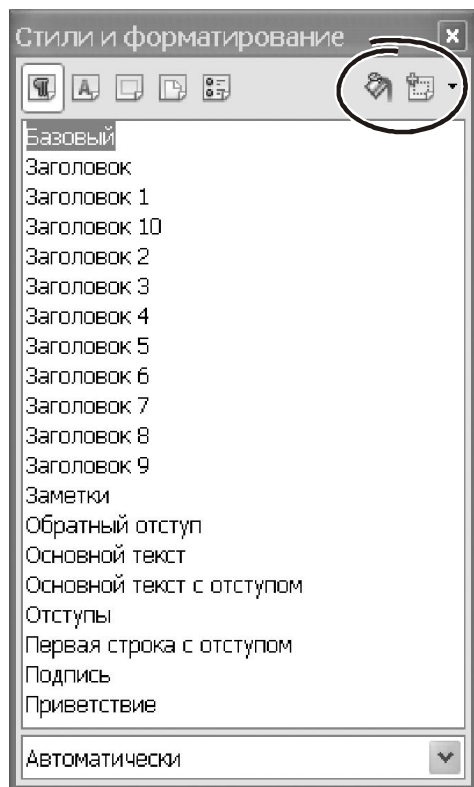 Стили и форматирование
Базовый
Заголовок
Заголовок 1
Заголовок 10
Заголовок 2
Заголовок 3
Заголовок 4
Заголовок 5
Заголовок 6
Заголовок 7
Заголовок 8
Заголовок 9
Заметки
Обратный отступ
Основной текст
Основной текст с отступом
Отступы
Первая строка с отступом
Подпись
Приветствие
Автоматически